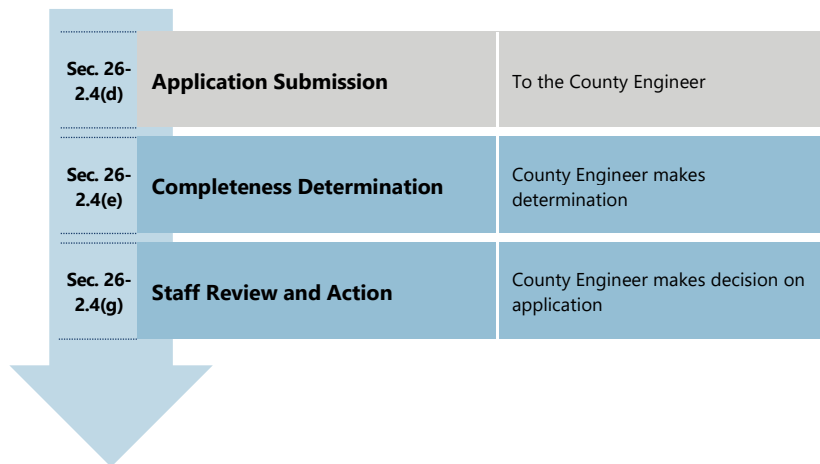 Sec. 26-
2.4(d)
Application Submission
To the County Engineer
Sec. 26-
2.4(e)
Completeness Determination
County Engineer makes
determination
Sec. 26-
2.4(g)
Staff Review and Action
County Engineer makes decision on
application